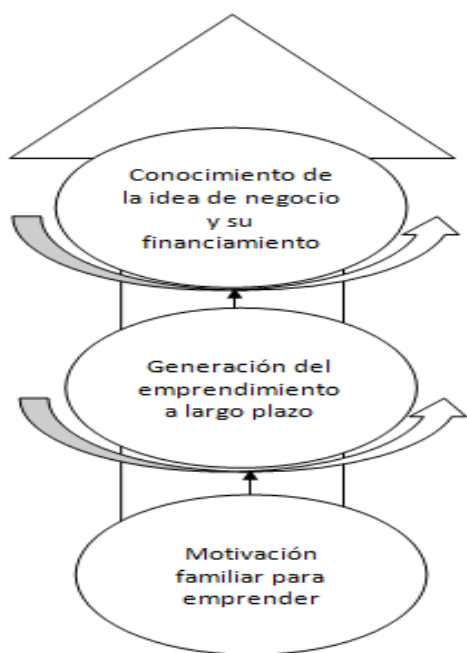 Conocimiento de
la idea de negocio
y su
financiamiento
Generación del
emprendimiento
a largo plazo
Motivación
familiar para
emprender